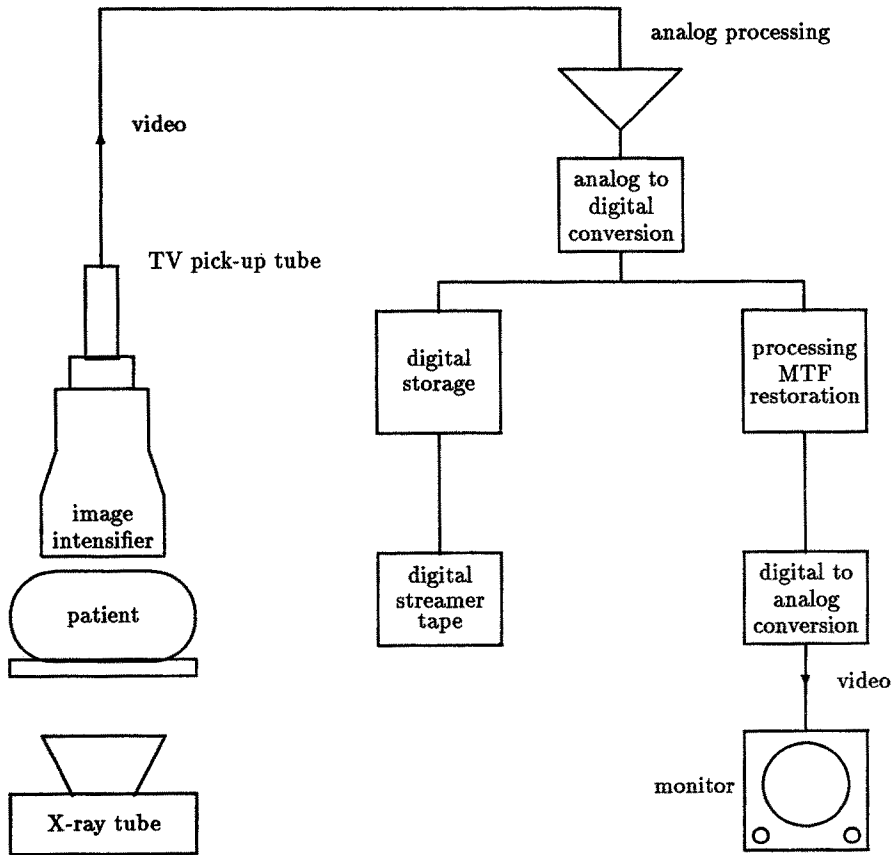 analog processing
video
analog to
digital
conversion
TV pick-up tube
digital
storage
processing
MTF
restoration
image
intensifier
digital
streamer
tape
digital to
analog
conversion
patient
video
monitor
X-ray tube